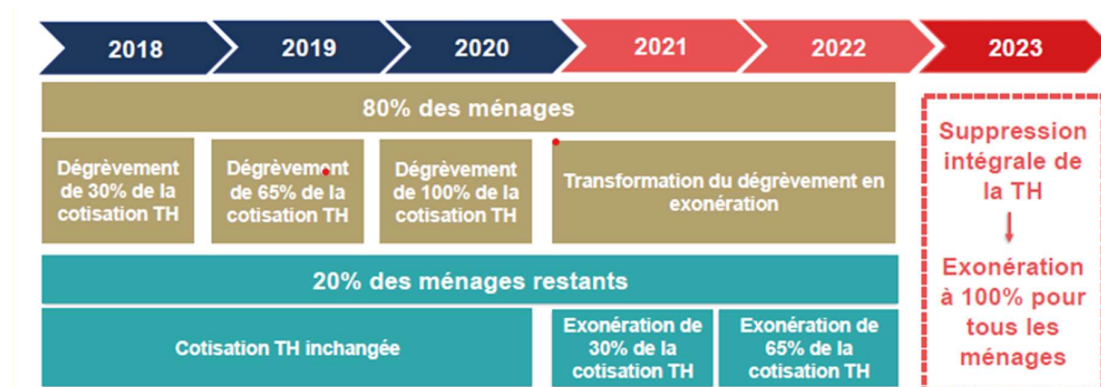 2018
2019
2020
2021
2022
2023
80% des ménages
Dégrèvement
de 30% de la
cotisation TH
Dégrèvement
de 65% de la
cotisation TH
Dégrèvement
de 100% de la
cotisation TH
Transformation du dégrèvement en
exonération
20% des ménages restants
Cotisation TH inchangée
Exonération de
30% de la
cotisation TH
Exonération de
65% de la
cotisation TH
Suppression
intégrale de
la TH
Exonération
à 100% pour
tous les
ménages